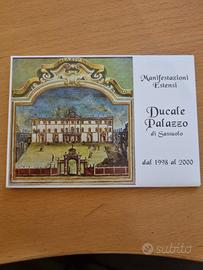 Manifestazioni
Estensi
Ducale
Palazzo
di Sassuolo
dal 1998 al 2000
subito